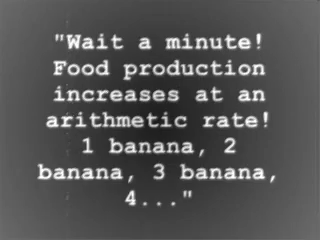 "Wait a minute!
Food production
increases at an
arithmetic rate!
1 banana, 2
banana, 3 banana,
4..."